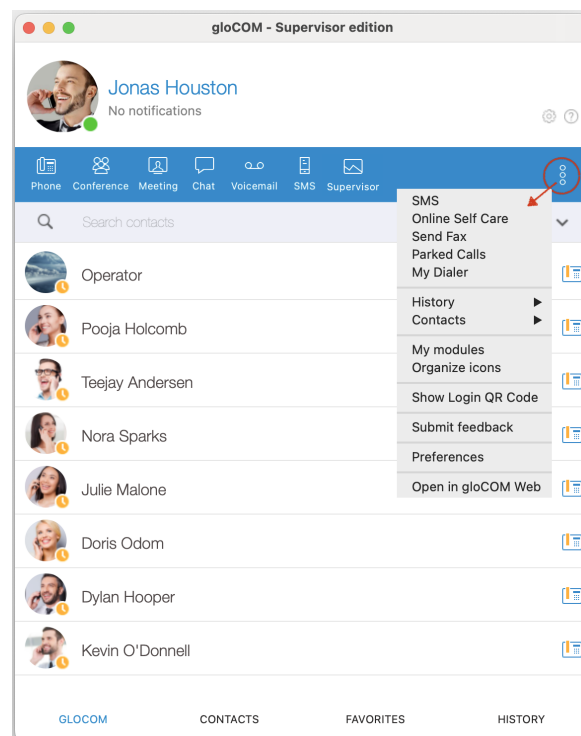 gloCOM - Supervisor edition
Jonas Houston
No notifications
Phone Conference Meeting Chat Voicemail SMS Supervisor
Search contacts
SMS
Online Self Care
Send Fax
Parked Calls
My Dialer
History
Contacts
My modules
Organize icons
Show Login QR Code
Submit feedback
Preferences
Open in gloCOM Web
Operator
Pooja Holcomb
Teejay Andersen
Nora Sparks
Julie Malone
Doris Odom
Dylan Hooper
Kevin O'Donnell
GLOCOM CONTACTS FAVORITES HISTORY